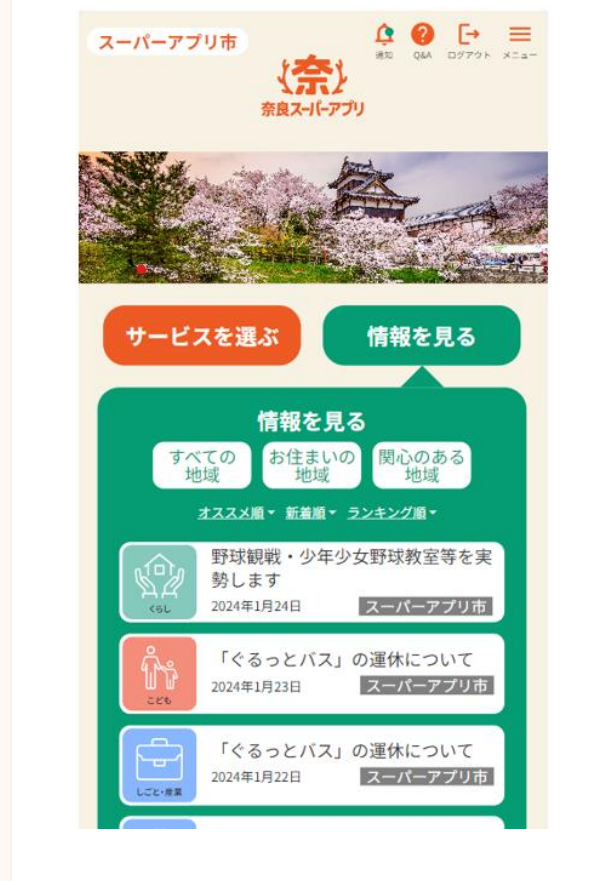 スーパーアプリ市
通知 Q&A ログアウト メニュー
奈
奈良スーパーアプリ
サービスを選ぶ 情報を見る
情報を見る
すべての
地域
お住まいの
地域
関心のある
地域
オススメ順 新着順 ランキング順
野球観戦・少年少女野球教室等を実
勢します
くらし
2024年1月24日 スーパーアプリ市
「ぐるっとバス」の運休について
2024年1月23日 スーパーアプリ市
こども
「ぐるっとバス」の運休について
2024年1月22日 スーパーアプリ市
しごと・産業